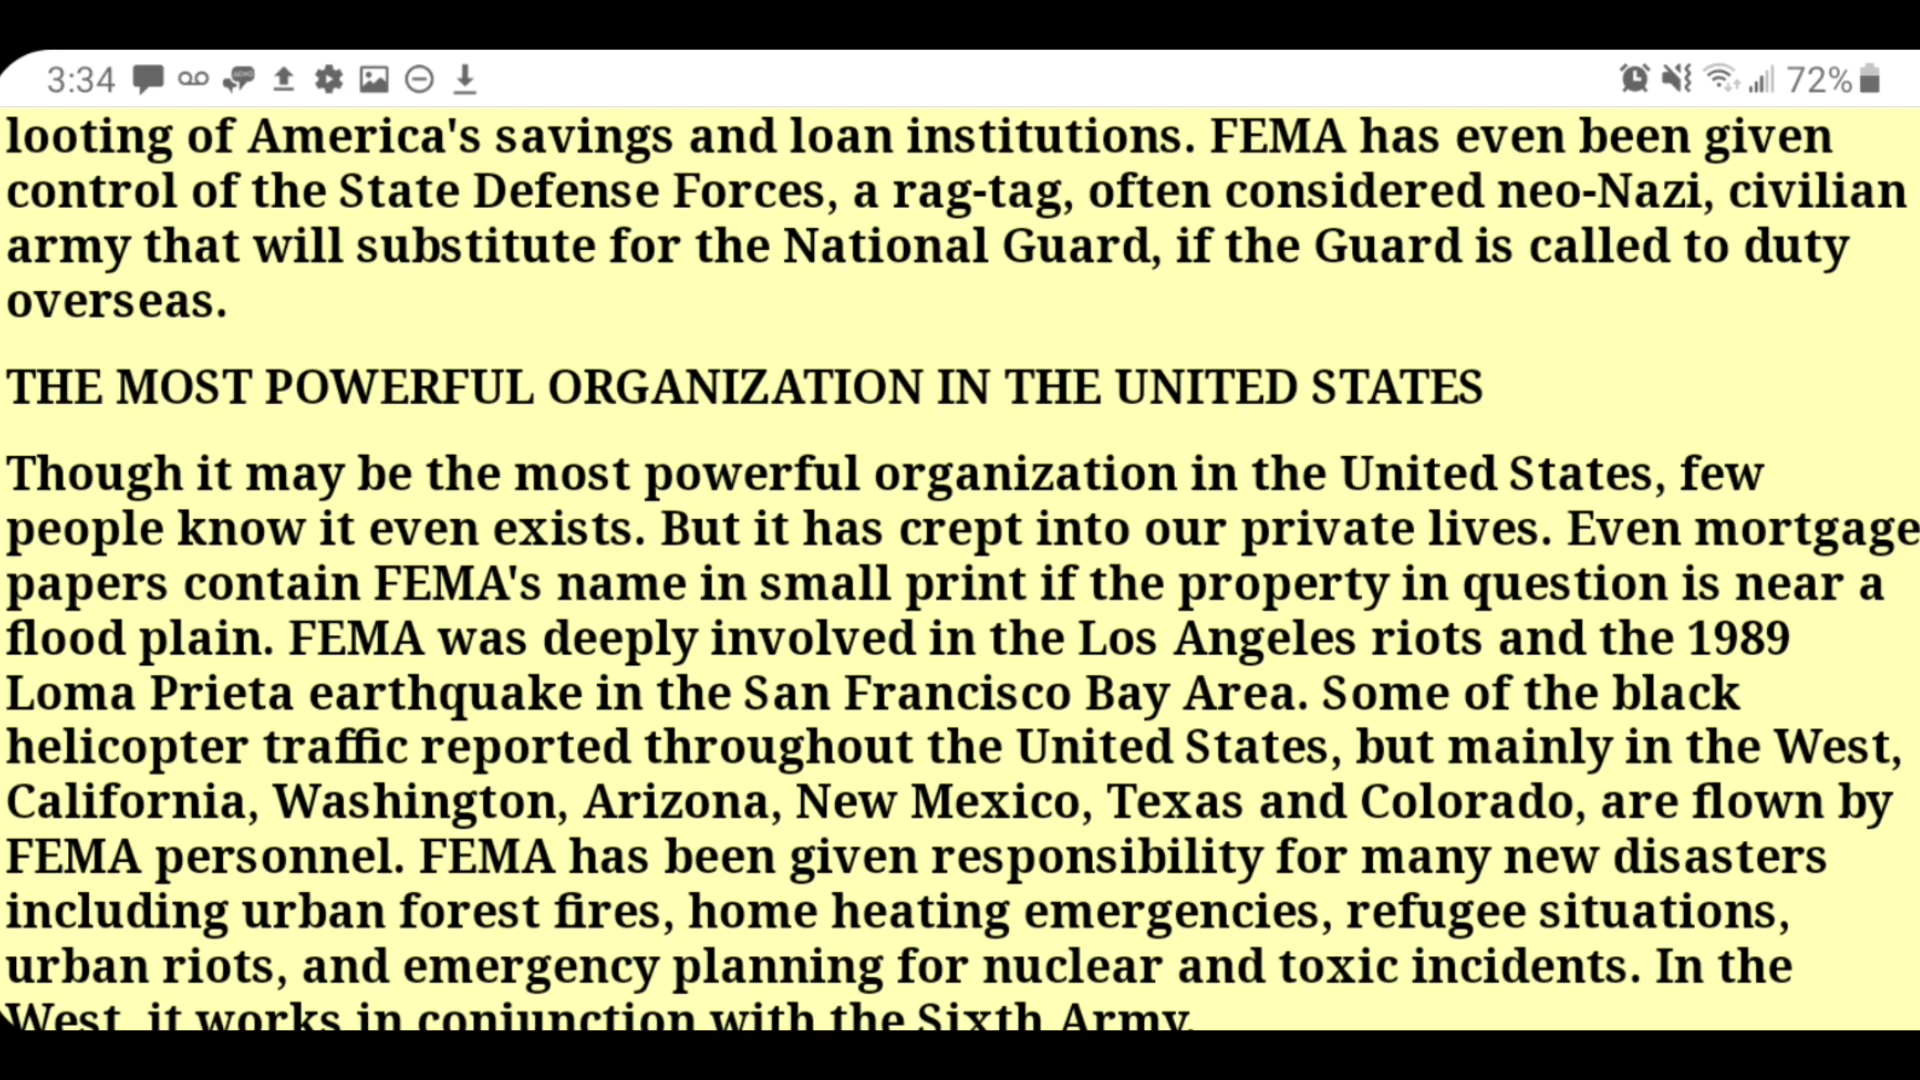 3:34 72%
looting of America's savings and loan institutions. FEMA has even been given
control of the State Defense Forces, a rag-tag, often considered neo-Nazi, civilian
army that will substitute for the National Guard, if the Guard is called to duty
overseas.
THE MOST POWERFUL ORGANIZATION IN THE UNITED STATES
Though it may be the most powerful organization in the United States, few
people know it even exists. But it has crept into our private lives. Even mortgage
papers contain FEMA's name in small print if the property in question is near a
flood plain. FEMA was deeply involved in the Los Angeles riots and the 1989
Loma Prieta earthquake in the San Francisco Bay Area. Some of the black
helicopter traffic reported throughout the United States, but mainly in the West,
California, Washington, Arizona, New Mexico, Texas and Colorado, are flown by
FEMA personnel. FEMA has been given responsibility for many new disasters
including urban forest fires, home heating emergencies, refugee situations,
urban riots, and emergency planning for nuclear and toxic incidents. In the
West, it works in conjunction with the Sixth Army.